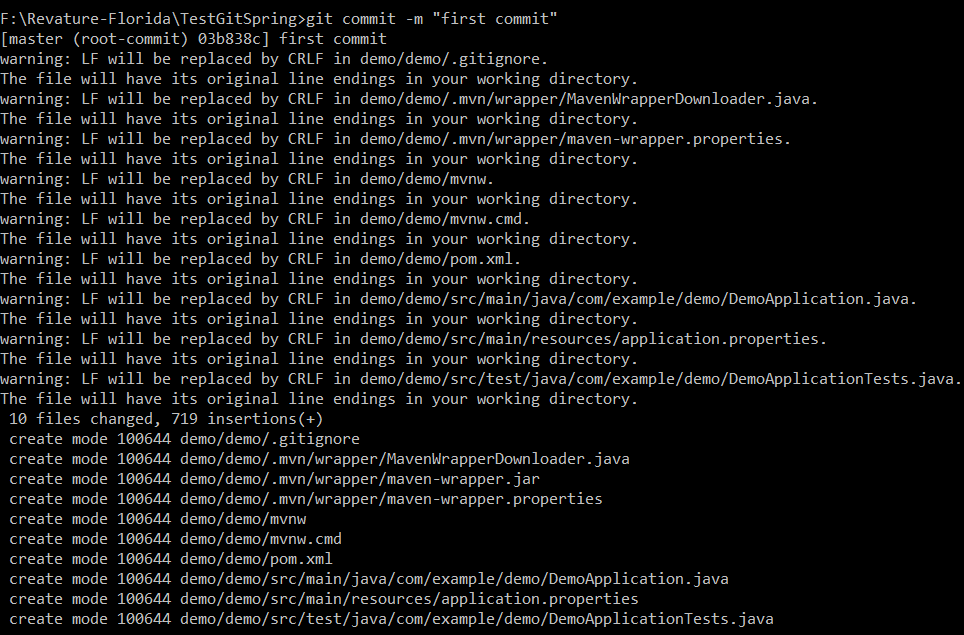 F:\Revature-Florida\TestGitSpring>git commit -m "first commit"
[master (root-commit) 03b838c] first commit
warning: LF will be replaced by CRLF in demo/demo/.gitignore.
The file will have its original line endings in your working directory.
warning: LF will be replaced by CRLF in demo/demo/.mvn/wrapper/MavenWrapperDownloader.java.
The file will have its original line endings in your working directory.
warning: LF will be replaced by CRLF in demo/demo/.mvn/wrapper/maven-wrapper.properties.
The file will have its original line endings in your working directory.
warning: LF will be replaced by CRLF in demo/demo/mvnw.
The file will have its original line endings in your working directory.
warning: LF will be replaced by CRLF in demo/demo/mvnw.cmd.
The file will have its original line endings in your working directory.
warning: LF will be replaced by CRLF in demo/demo/pom.xml.
The file will have its original line endings in your working directory.
warning: LF will be replaced by CRLF in demo/demo/src/main/java/com/example/demo/DemoApplication.java.
The file will have its original line endings in your working directory.
warning: LF will be replaced by CRLF in demo/demo/src/main/resources/application.properties.
The file will have its original line endings in your working directory.
warning: LF will be replaced by CRLF in demo/demo/src/test/java/com/example/demo/DemoApplicationTests.java.
The file will have its original line endings in your working directory.
 10 files changed, 719 insertions(+)
 create mode 100644 demo/demo/.gitignore
 create mode 100644 demo/demo/.mvn/wrapper/MavenWrapperDownloader.java
 create mode 100644 demo/demo/.mvn/wrapper/maven-wrapper.jar
 create mode 100644 demo/demo/.mvn/wrapper/maven-wrapper.properties
 create mode 100644 demo/demo/mvnw
 create mode 100644 demo/demo/mvnw.cmd
 create mode 100644 demo/demo/pom.xml
 create mode 100644 demo/demo/src/main/java/com/example/demo/DemoApplication.java
 create mode 100644 demo/demo/src/main/resources/application.properties
 create mode 100644 demo/demo/src/test/java/com/example/demo/DemoApplicationTests.java